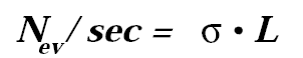 N_ev / sec = σ • L